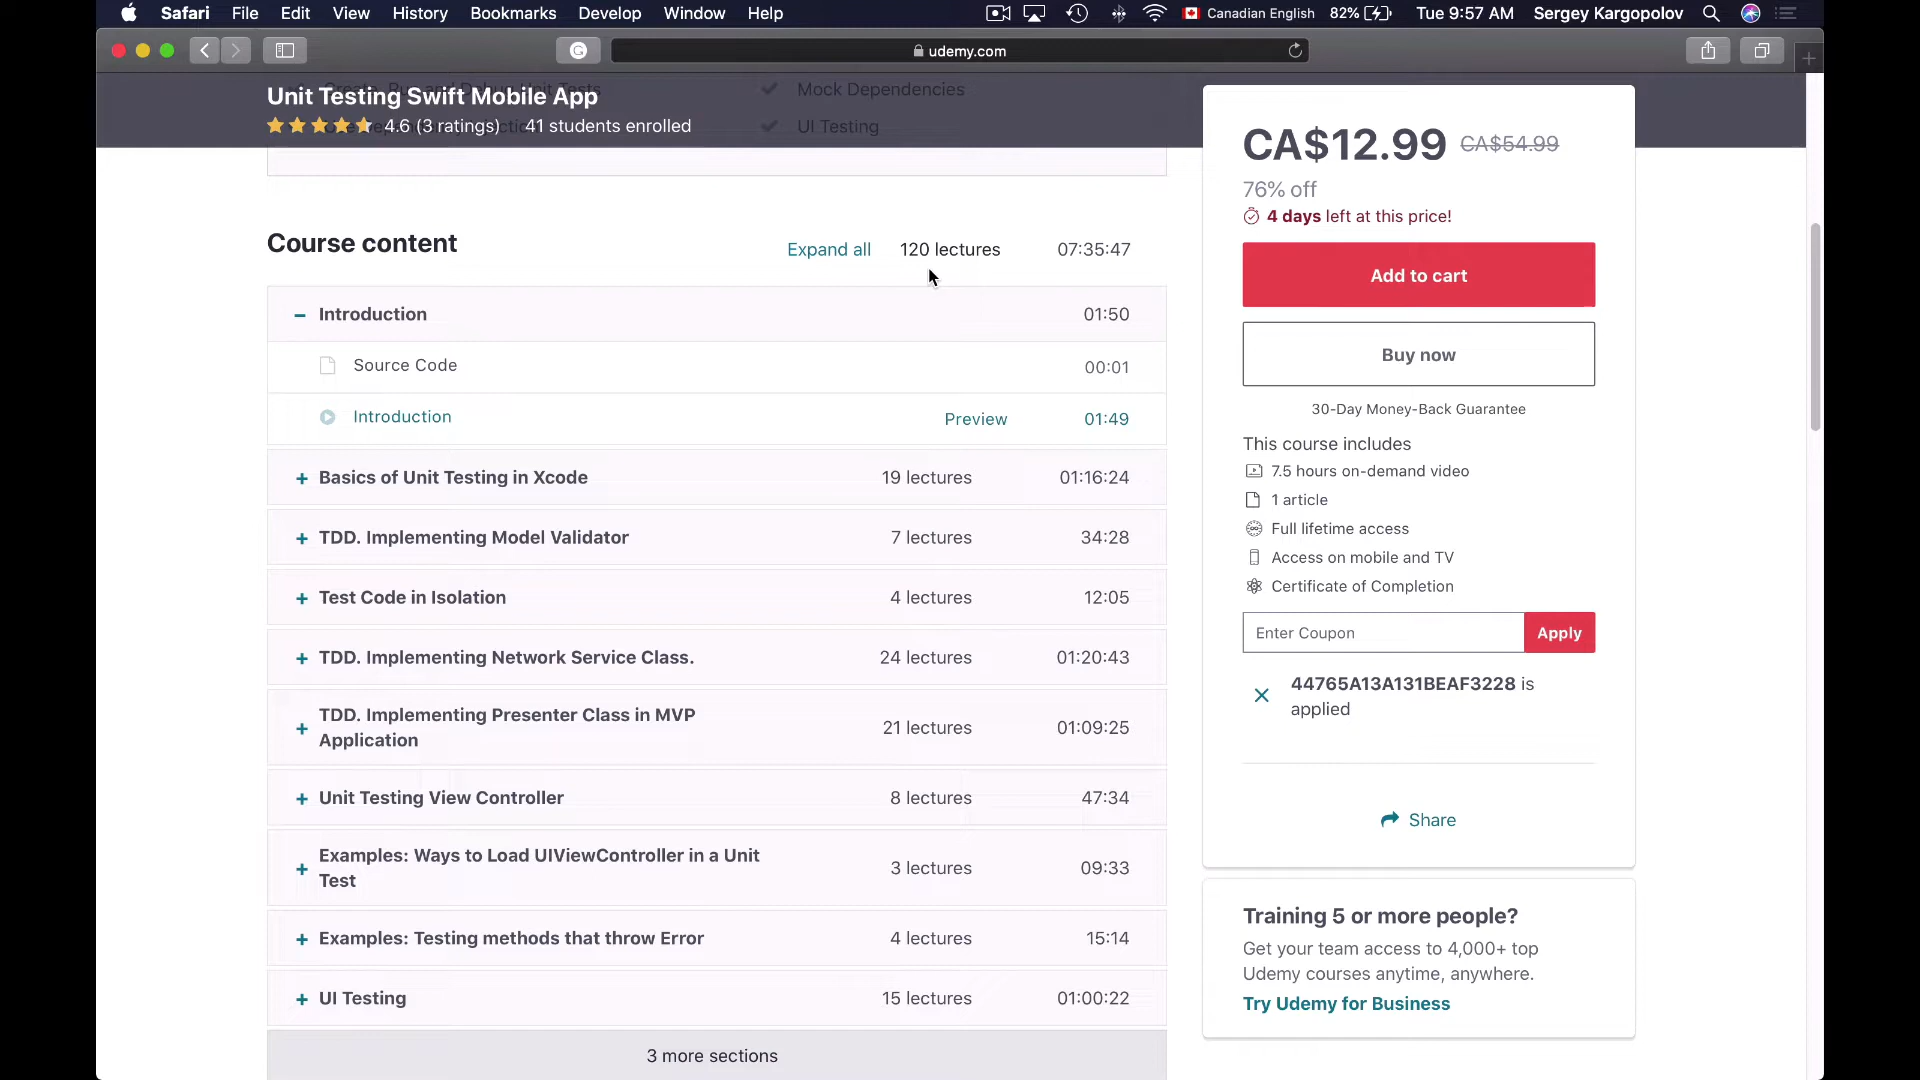 Safari File Edit View History Bookmarks Develop Window Help Canadian English 82% Tue 9:57 AM Sergey Kargopolov
udemy.com
Unit Testing Swift Mobile App
Mock Dependencies
4.6 (3 ratings) 41 students enrolled
UI Testing
CA$12.99 CA$54.99
76% off
4 days left at this price!
Add to cart
Buy now
30-Day Money-Back Guarantee
This course includes
7.5 hours on-demand video
1 article
Full lifetime access
Access on mobile and TV
Certificate of Completion
Enter Coupon Apply
44765A13A131BEAF3228 is
applied
Share
Training 5 or more people?
Get your team access to 4,000+ top
Udemy courses anytime, anywhere.
Try Udemy for Business
Course content Expand all 120 lectures 07:35:47
Introduction 01:50
Source Code 00:01
Introduction Preview 01:49
Basics of Unit Testing in Xcode 19 lectures 01:16:24
TDD. Implementing Model Validator 7 lectures 34:28
Test Code in Isolation 4 lectures 12:05
TDD. Implementing Network Service Class. 24 lectures 01:20:43
TDD. Implementing Presenter Class in MVP
Application 21 lectures 01:09:25
Unit Testing View Controller 8 lectures 47:34
Examples: Ways to Load UIViewController in a Unit
Test 3 lectures 09:33
Examples: Testing methods that throw Error 4 lectures 15:14
UI Testing 15 lectures 01:00:22
3 more sections